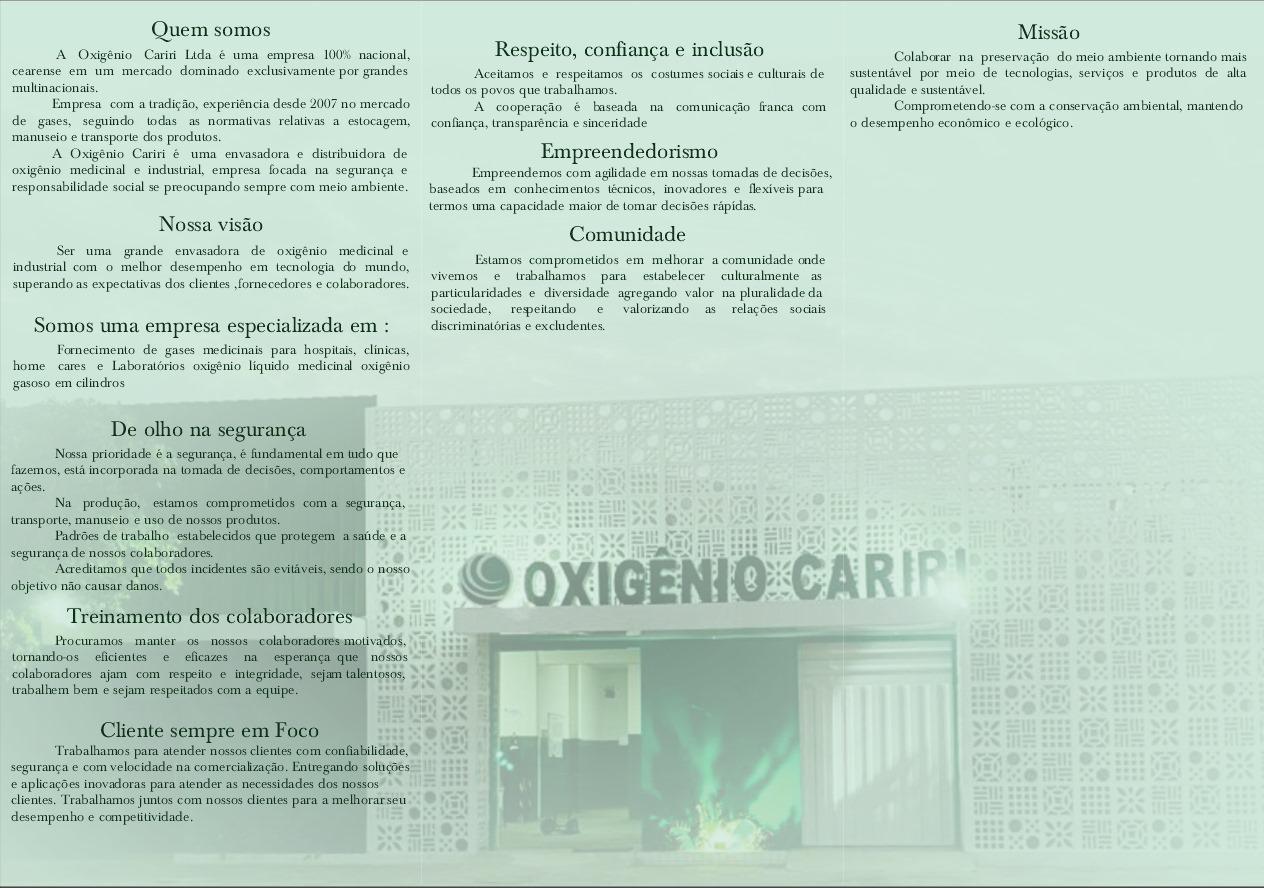 Quem somos
A Oxigênio Cariri Ltda é uma empresa 100% nacional,
cearense em um mercado dominado exclusivamente por grandes
multinacionais.
Empresa com a tradição, experiência desde 2007 no mercado
de gases, seguindo todas as normativas relativas a estocagem,
manuseio e transporte dos produtos.
A Oxigênio Cariri é uma envasadora e distribuidora de
oxigênio medicinal e industrial, empresa focada na segurança e
responsabilidade social se preocupando sempre com meio ambiente.
Nossa visão
Ser uma grande envasadora de oxigênio medicinal e
industrial com o melhor desempenho em tecnologia do mundo,
superando as expectativas dos clientes ,fornecedores e colaboradores.
Somos uma empresa especializada em :
Fornecimento de gases medicinais para hospitais, clínicas,
home cares e Laboratórios oxigênio líquido medicinal oxigênio
gasoso em cilindros
De olho na segurança
Nossa prioridade é a segurança, é fundamental em tudo que
fazemos, está incorporada na tomada de decisões, comportamentos e
ações.
Na produção, estamos comprometidos com a segurança,
transporte, manuseio e uso de nossos produtos.
Padrões de trabalho estabelecidos que protegem a saúde e a
segurança de nossos colaboradores.
Acreditamos que todos incidentes são evitáveis, sendo o nosso
objetivo não causar danos.
Treinamento dos colaboradores
Procuramos manter os nossos colaboradores motivados,
tornando-os eficientes e eficazes na esperança que nossos
colaboradores ajam com respeito e integridade, sejam talentosos,
trabalhem bem e sejam respeitados com a equipe.
Cliente sempre em Foco
Trabalhamos para atender nossos clientes com confiabilidade,
segurança e com velocidade na comercialização. Entregando soluções
e aplicações inovadoras para atender as necessidades dos nossos
clientes. Trabalhamos juntos com nossos clientes para a melhorar seu
desempenho e competitividade.
Respeito, confiança e inclusão
Aceitamos e respeitamos os costumes sociais e culturais de
todos os povos que trabalhamos.
A cooperação é baseada na comunicação franca com
confiança, transparência e sinceridade
Empreendedorismo
Empreendemos com agilidade em nossas tomadas de decisões,
baseados em conhecimentos técnicos, inovadores e flexíveis para
termos uma capacidade maior de tomar decisões rápídas.
Comunidade
Estamos comprometidos em melhorar a comunidade onde
vivemos e trabalhamos para estabelecer culturalmente as
particularidades e diversidade agregando valor na pluralidade da
sociedade, respeitando e valorizando as relações sociais
discriminatórias e excludentes.
OXIGÊNIO CARIRI
Missão
Colaborar na preservação do meio ambiente tornando mais
sustentável por meio de tecnologias, serviços e produtos de alta
qualidade e sustentável.
Comprometendo-se com a conservação ambiental, mantendo
o desempenho econômico e ecológico.